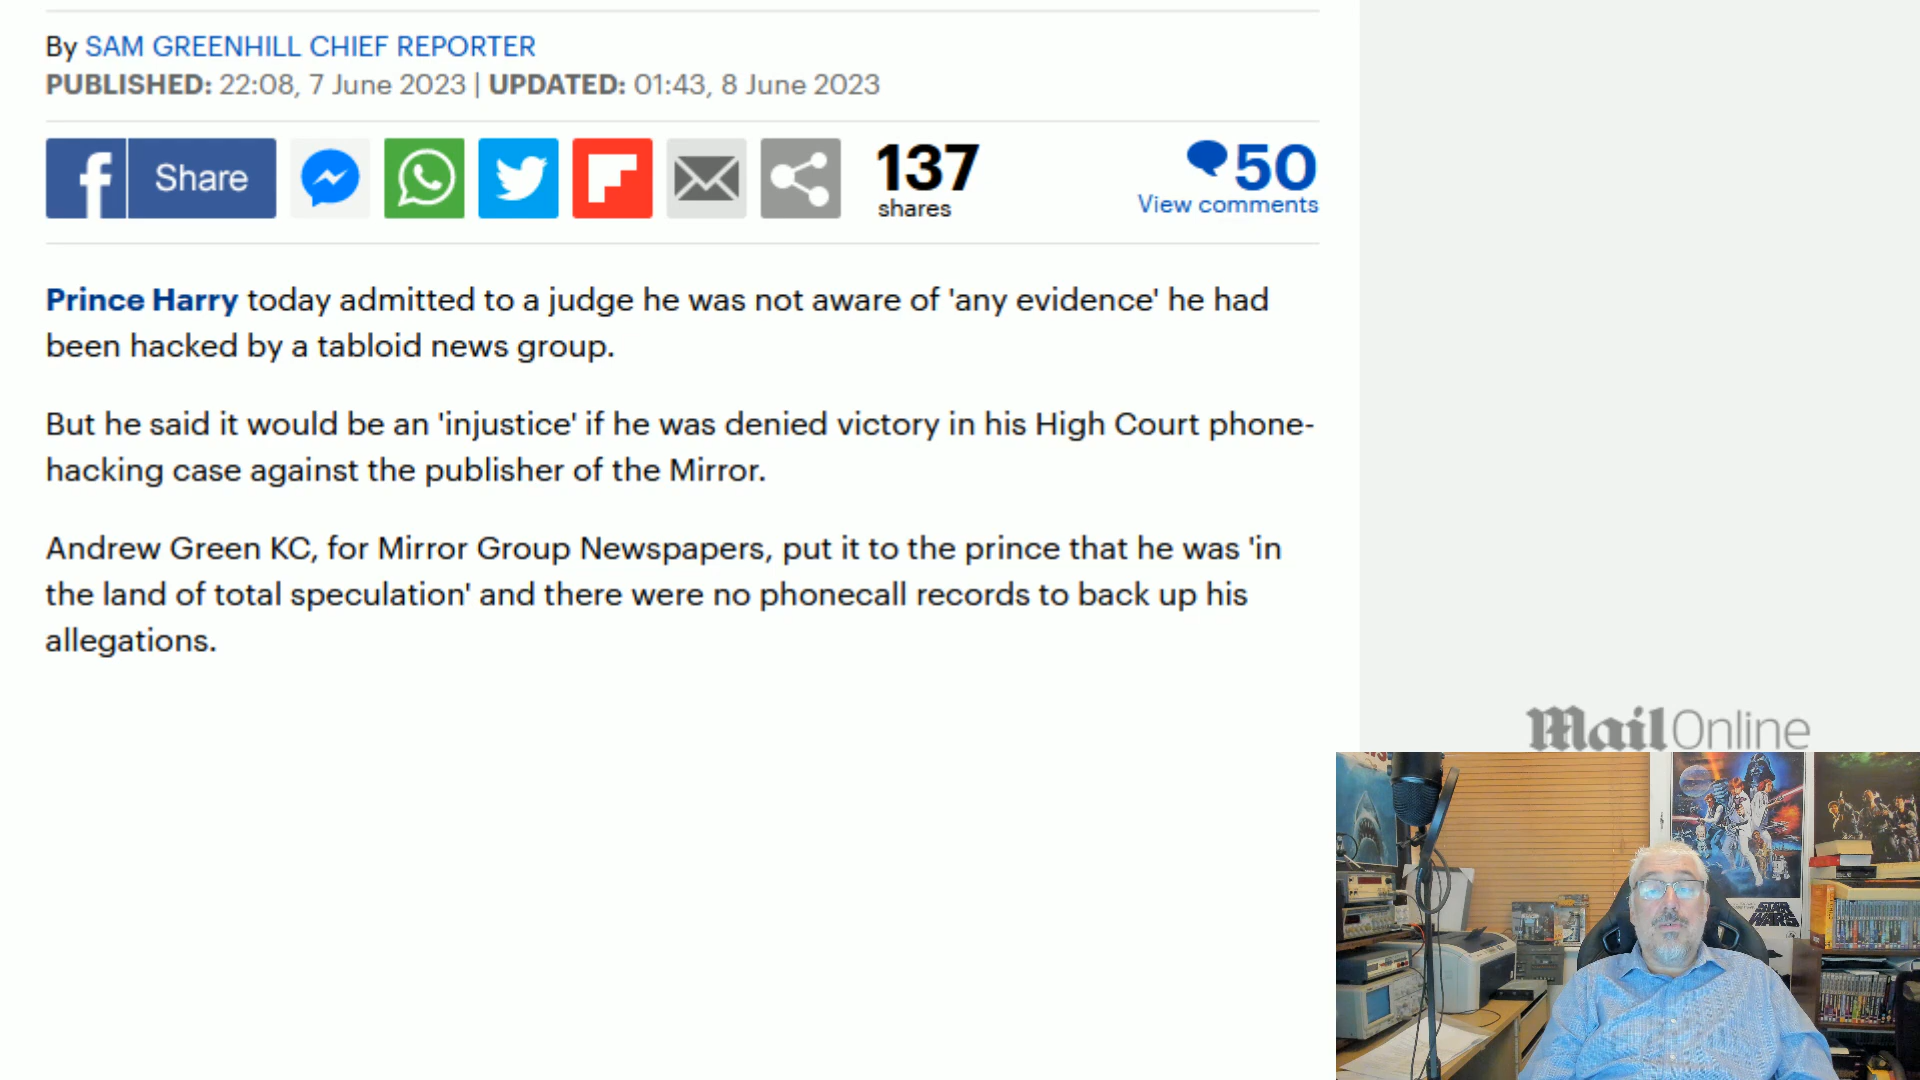 By SAM GREENHILL CHIEF REPORTER
PUBLISHED: 22:08, 7 June 2023 | UPDATED: 01:43, 8 June 2023
Share
137
shares
50
View comments
Prince Harry today admitted to a judge he was not aware of 'any evidence' he had
been hacked by a tabloid news group.
But he said it would be an 'injustice' if he was denied victory in his High Court phone-
hacking case against the publisher of the Mirror.
Andrew Green KC, for Mirror Group Newspapers, put it to the prince that he was 'in
the land of total speculation' and there were no phonecall records to back up his
allegations.
Mail Online
STAR
WARS